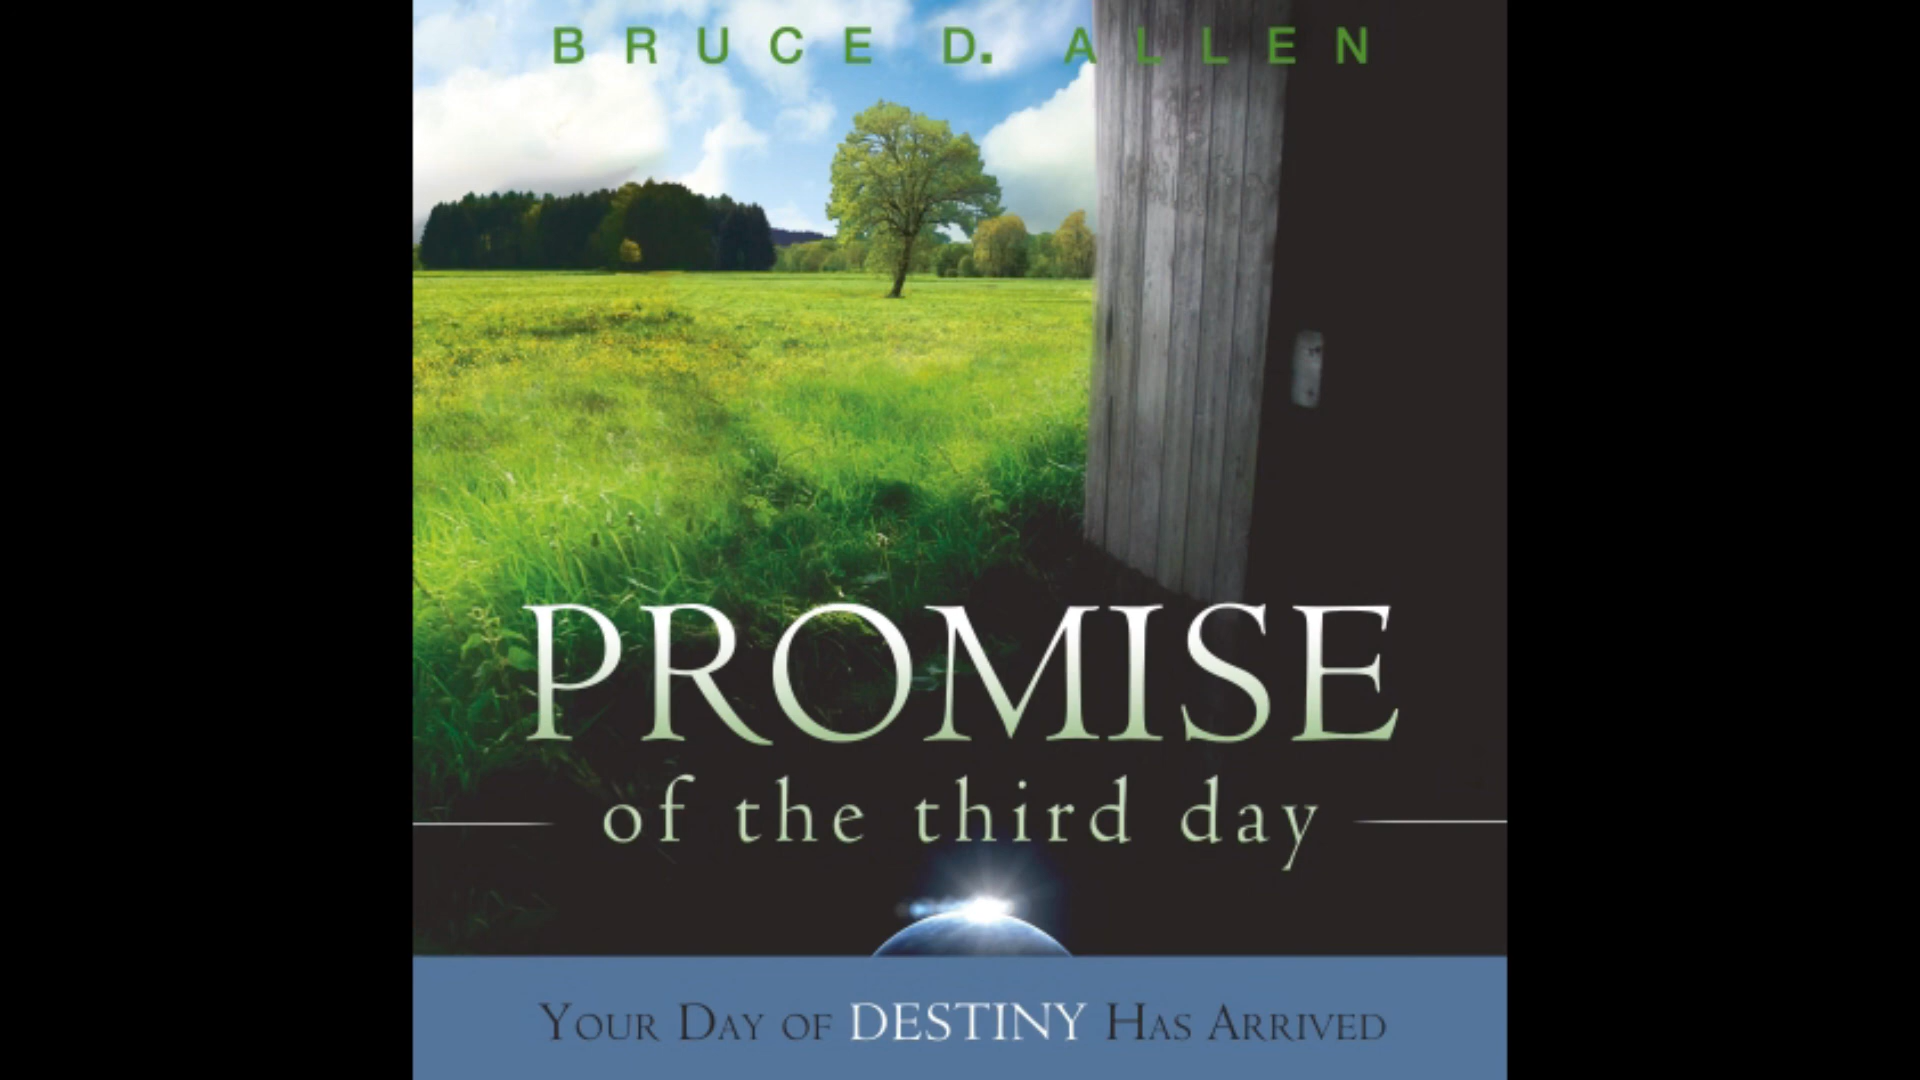 BRUCE D. ALLEN
PROMISE
of the third day
YOUR DAY OF DESTINY HAS ARRIVED